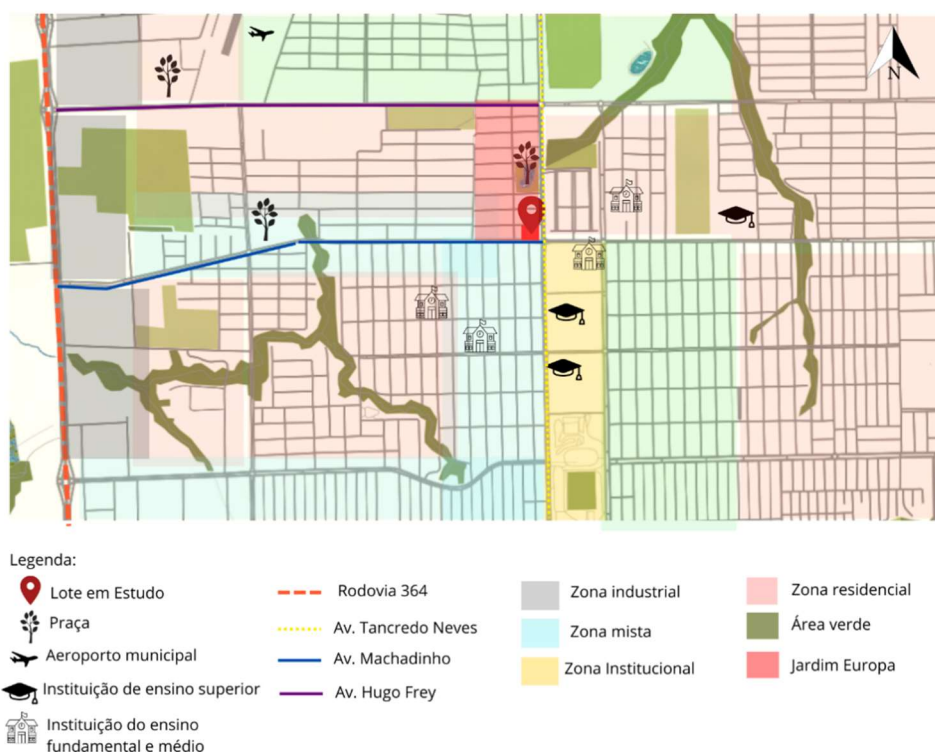 N
Legenda:
Lote em Estudo
Praça
Aeroporto municipal
Instituição de ensino superior
Instituição do ensino
fundamental e médio
Rodovia 364
Av. Tancredo Neves
Av. Machadinho
Av. Hugo Frey
Zona industrial
Zona mista
Zona Institucional
Zona residencial
Área verde
Jardim Europa